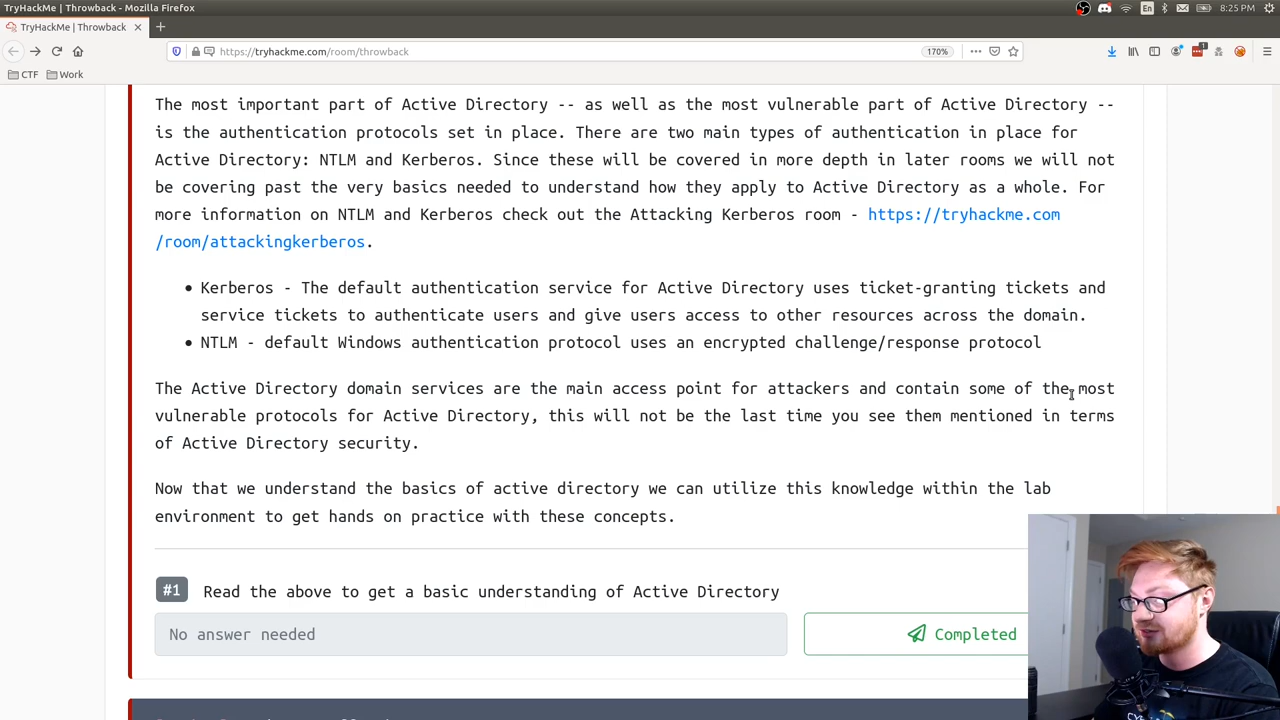 TryHackMe | Throwback - Mozilla Firefox
En
8:25 PM
TryHackMe | Throwback
https://tryhackme.com/room/throwback
170%
CTF
Work
The most important part of Active Directory -- as well as the most vulnerable part of Active Directory --
is the authentication protocols set in place. There are two main types of authentication in place for
Active Directory: NTLM and Kerberos. Since these will be covered in more depth in later rooms we will not
be covering past the very basics needed to understand how they apply to Active Directory as a whole. For
more information on NTLM and Kerberos check out the Attacking Kerberos room - https://tryhackme.com
/room/attackingkerberos.
• Kerberos - The default authentication service for Active Directory uses ticket-granting tickets and
service tickets to authenticate users and give users access to other resources across the domain.
• NTLM - default Windows authentication protocol uses an encrypted challenge/response protocol
The Active Directory domain services are the main access point for attackers and contain some of the most
vulnerable protocols for Active Directory, this will not be the last time you see them mentioned in terms
of Active Directory security.
Now that we understand the basics of active directory we can utilize this knowledge within the lab
environment to get hands on practice with these concepts.
#1 Read the above to get a basic understanding of Active Directory
No answer needed
Completed